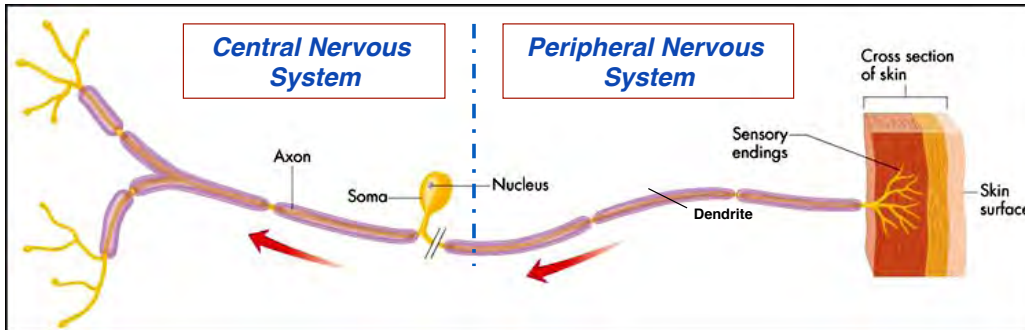 Central Nervous
System
Peripheral Nervous
System
Cross section
of skin
Sensory
endings
Axon
Soma
Nucleus
Dendrite
Skin
surface